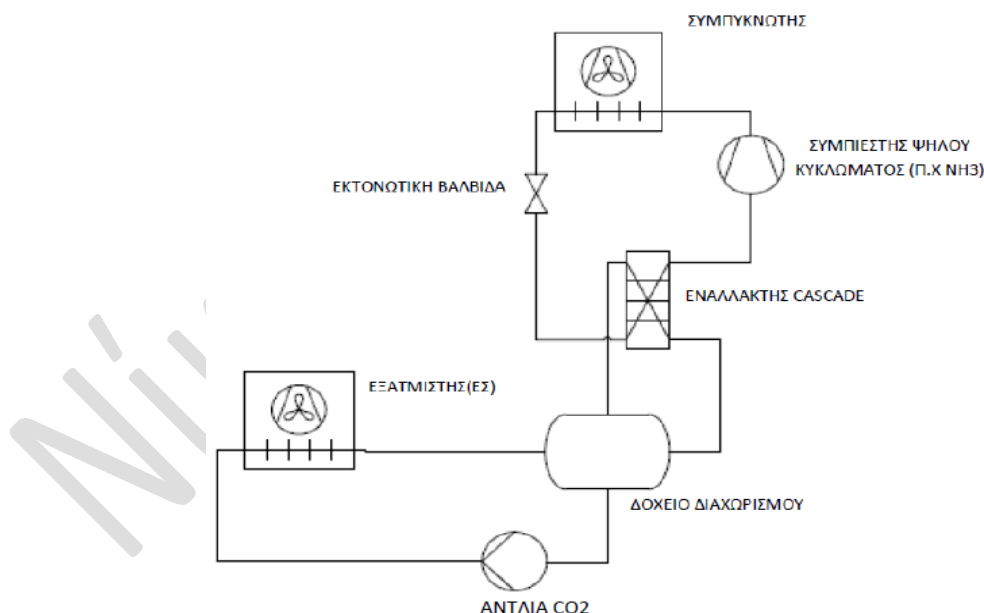 ΣΥΜΠΥΚΝΩΤΗΣ
ΣΥΜΠΙΕΣΤΗΣ ΨΗΛΟΥ
ΚΥΚΛΩΜΑΤΟΣ (Π.Χ ΝΗ3)
ΕΚΤΟΝΩΤΙΚΗ ΒΑΛΒΙΔΑ
ΕΝΑΛΛΑΚΤΗΣ CASCADE
ΕΞΑΤΜΙΣΤΗΣ(ΕΣ)
ΔΟΧΕΙΟ ΔΙΑΧΩΡΙΣΜΟΥ
ΑΝΤΛΙΑ CO2